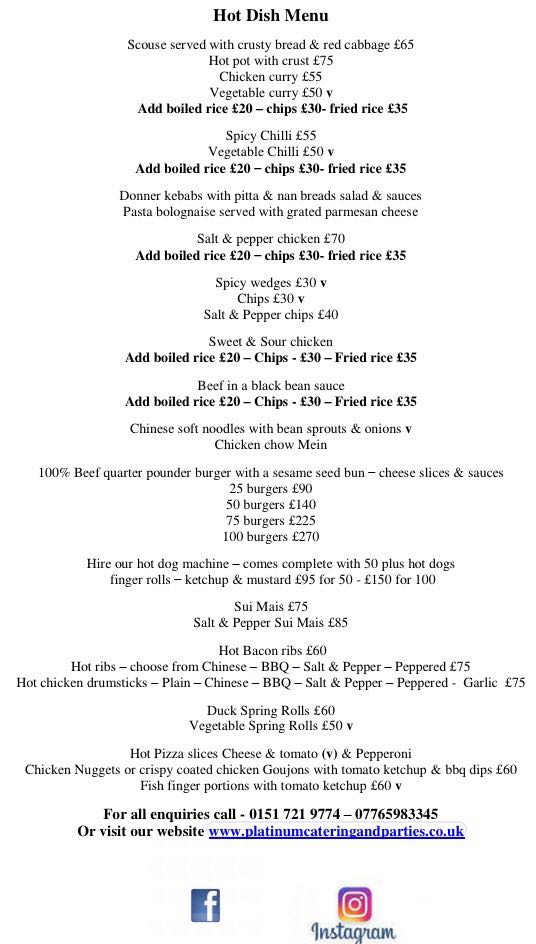 Hot Dish Menu
Scouse served with crusty bread & red cabbage £65
Hot pot with crust £75
Chicken curry £55
Vegetable curry £50 v
Add boiled rice £20 – chips £30- fried rice £35
Spicy Chilli £55
Vegetable Chilli £50 v
Add boiled rice £20 – chips £30- fried rice £35
Donner kebabs with pitta & nan breads salad & sauces
Pasta bolognaise served with grated parmesan cheese
Salt & pepper chicken £70
Add boiled rice £20 – chips £30- fried rice £35
Spicy wedges £30 v
Chips £30 v
Salt & Pepper chips £40
Sweet & Sour chicken
Add boiled rice £20 – Chips - £30 – Fried rice £35
Beef in a black bean sauce
Add boiled rice £20 – Chips - £30 – Fried rice £35
Chinese soft noodles with bean sprouts & onions v
Chicken chow Mein
100% Beef quarter pounder burger with a sesame seed bun – cheese slices & sauces
25 burgers £90
50 burgers £140
75 burgers £225
100 burgers £270
Hire our hot dog machine – comes complete with 50 plus hot dogs
finger rolls – ketchup & mustard £95 for 50 - £150 for 100
Sui Mais £75
Salt & Pepper Sui Mais £85
Hot Bacon ribs £60
Hot ribs – choose from Chinese – BBQ – Salt & Pepper – Peppered £75
Hot chicken drumsticks – Plain – Chinese – BBQ – Salt & Pepper – Peppered - Garlic £75
Duck Spring Rolls £60
Vegetable Spring Rolls £50 v
Hot Pizza slices Cheese & tomato (v) & Pepperoni
Chicken Nuggets or crispy coated chicken Goujons with tomato ketchup & bbq dips £60
Fish finger portions with tomato ketchup £60 v
For all enquiries call - 0151 721 9774 – 07765983345
Or visit our website www.platinumcateringandparties.co.uk
f
Instagram